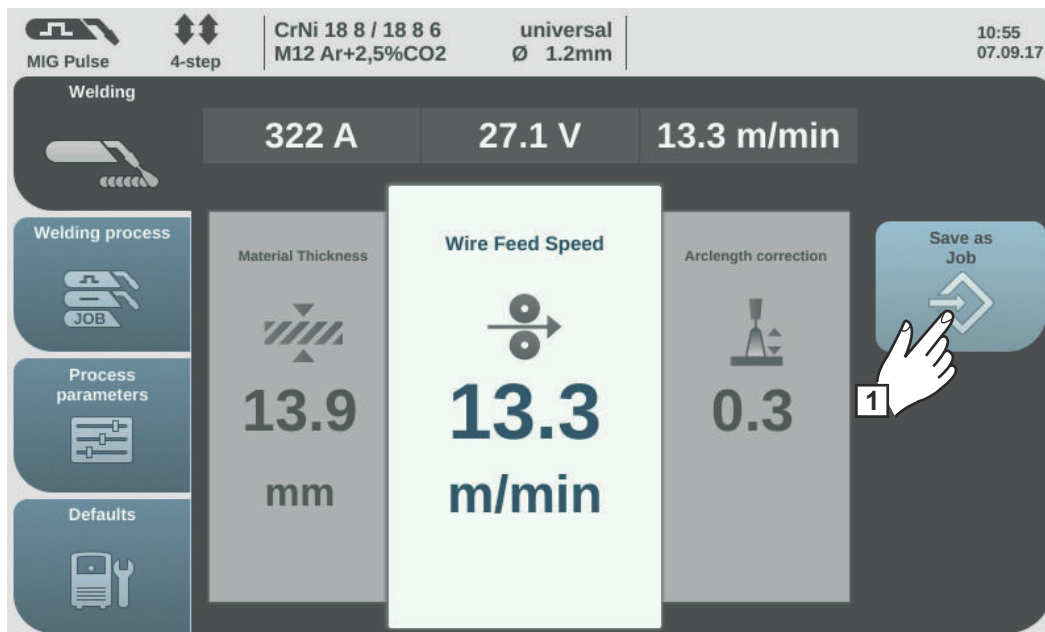 MIG Pulse
4-step
CrNi 18 8 / 18 8 6 universal
M12 Ar+2,5%CO2 Ø 1.2mm
10:55
07.09.17
Welding
322 A
27.1 V
13.3 m/min
Welding process
JOB
Process
parameters
Defaults
Material Thickness
13.9
mm
Wire Feed Speed
13.3
m/min
Arclength correction
0.3
Save as
Job
1